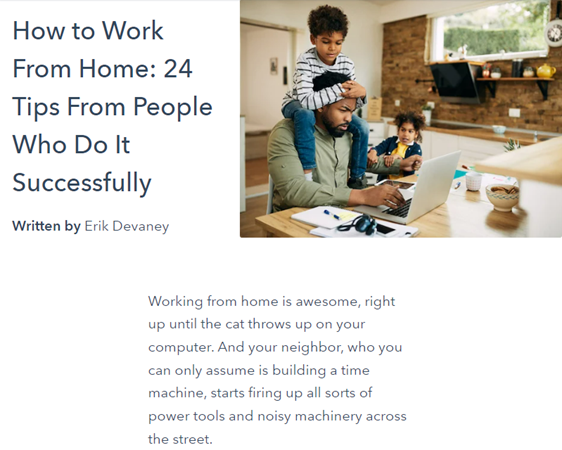 How to Work
From Home: 24
Tips From People
Who Do It
Successfully
Written by Erik Devaney
Working from home is awesome, right
up until the cat throws up on your
computer. And your neighbor, who you
can only assume is building a time
machine, starts firing up all sorts of
power tools and noisy machinery across
the street.